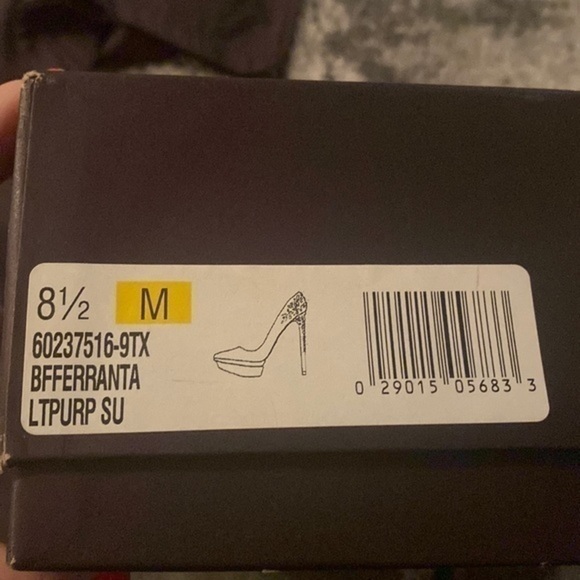 8½ M
60237516-9TX
BFFERRANTA
LTPURP SU
0 29015 05683 3